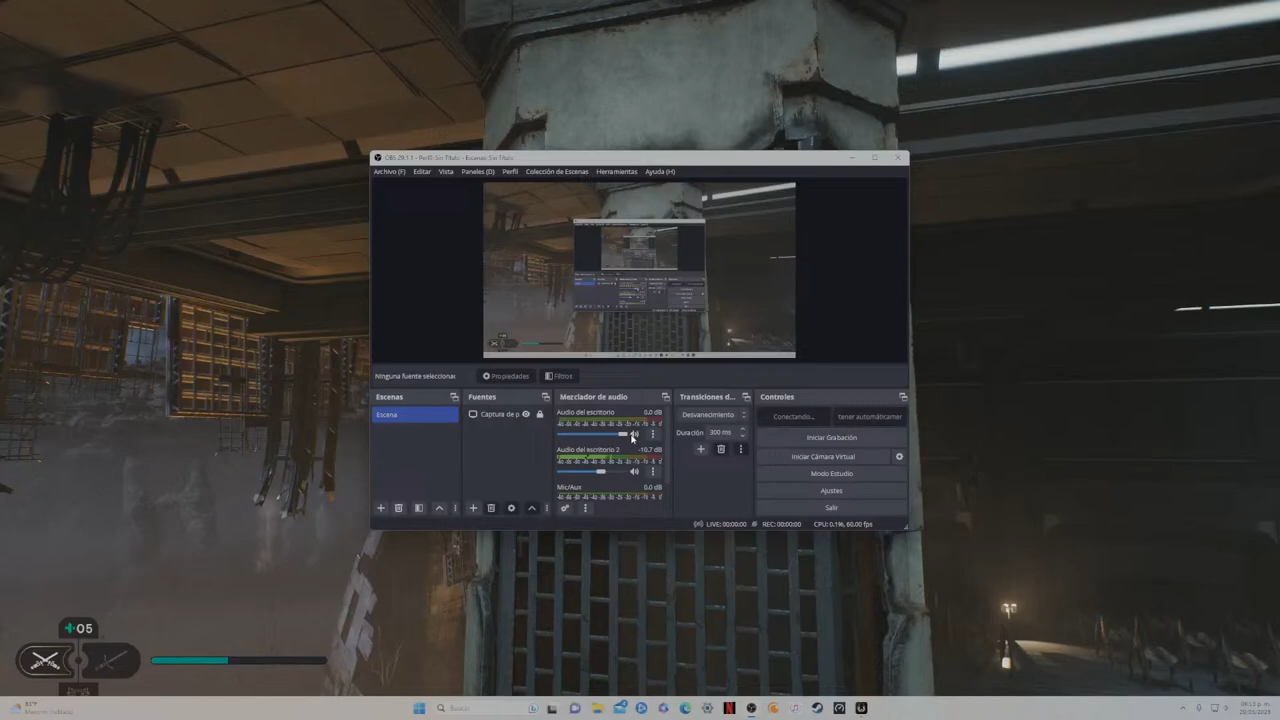 OBS 29.1.1 - Perfil: Sin Título - Escenas: Sin Título
Archivo (F) Editar Vista Paneles (D) Perfil Colección de Escenas Herramientas Ayuda (H)
Ninguna fuente seleccionar Propiedades Filtros
Escenas Fuentes Mezclador de audio Transiciones d... Controles
Escena
Captura de p
Audio del escritorio 0.0 dB
Desvanecimiento
Conectando... tener automáticamer
Duración 300 ms
Iniciar Grabación
Audio del escritorio 2 -10.7 dB
Iniciar Cámara Virtual
Modo Estudio
Mic/Aux 0.0 dB
Ajustes
Salir
LIVE: 00:00:00 REC: 00:00:00 CPU: 0.1%, 60.00 fps
+05
Buscar